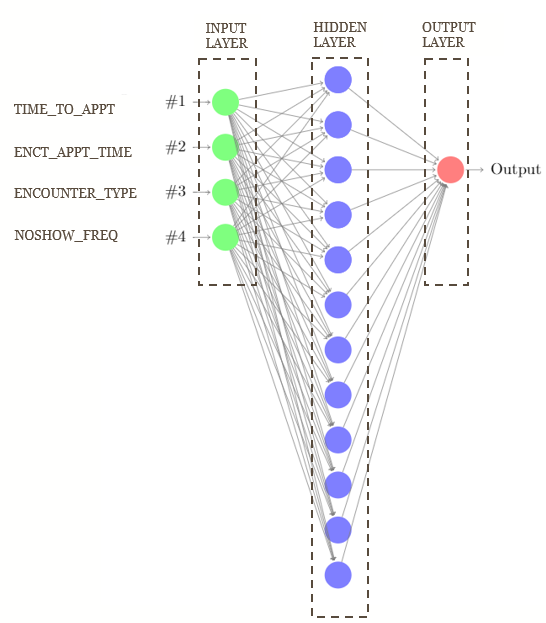 INPUT
LAYER
HIDDEN
LAYER
OUTPUT
LAYER
TIME_TO_APPT
#1
ENCT_APPT_TIME
#2
ENCOUNTER_TYPE
#3
NOSHOW_FREQ
#4
Output